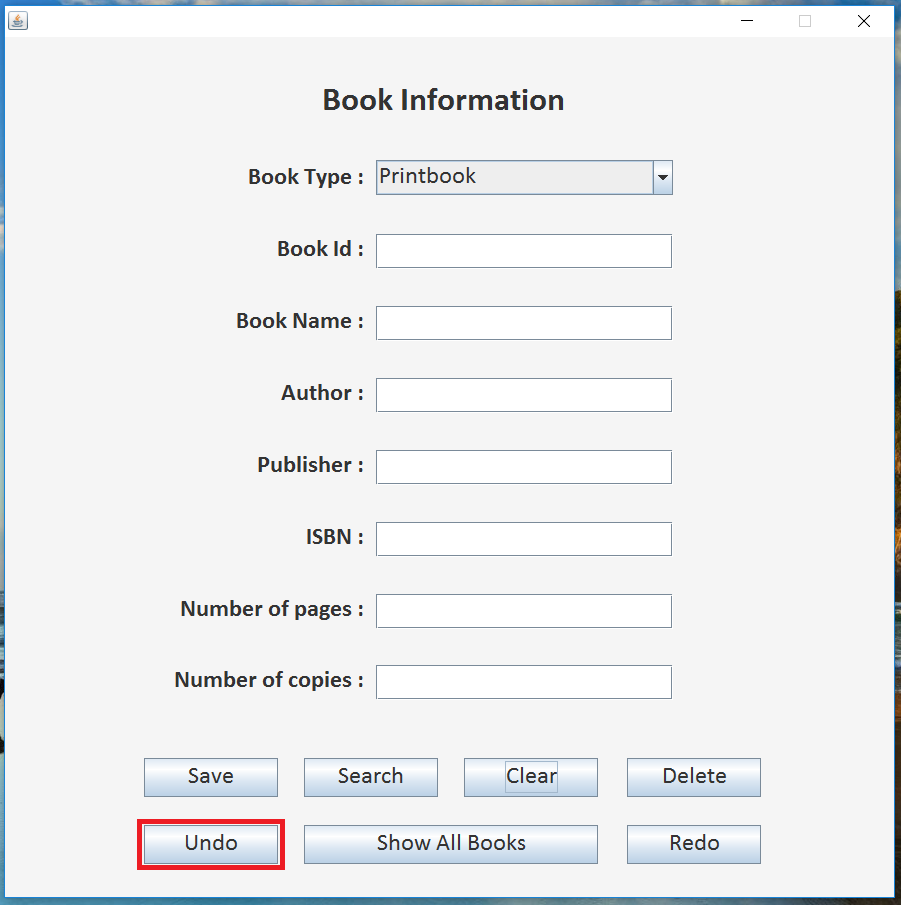 Book Information
Book Type : Printbook
Book Id :
Book Name :
Author :
Publisher :
ISBN :
Number of pages :
Number of copies :
Save Search Clear Delete
Undo Show All Books Redo